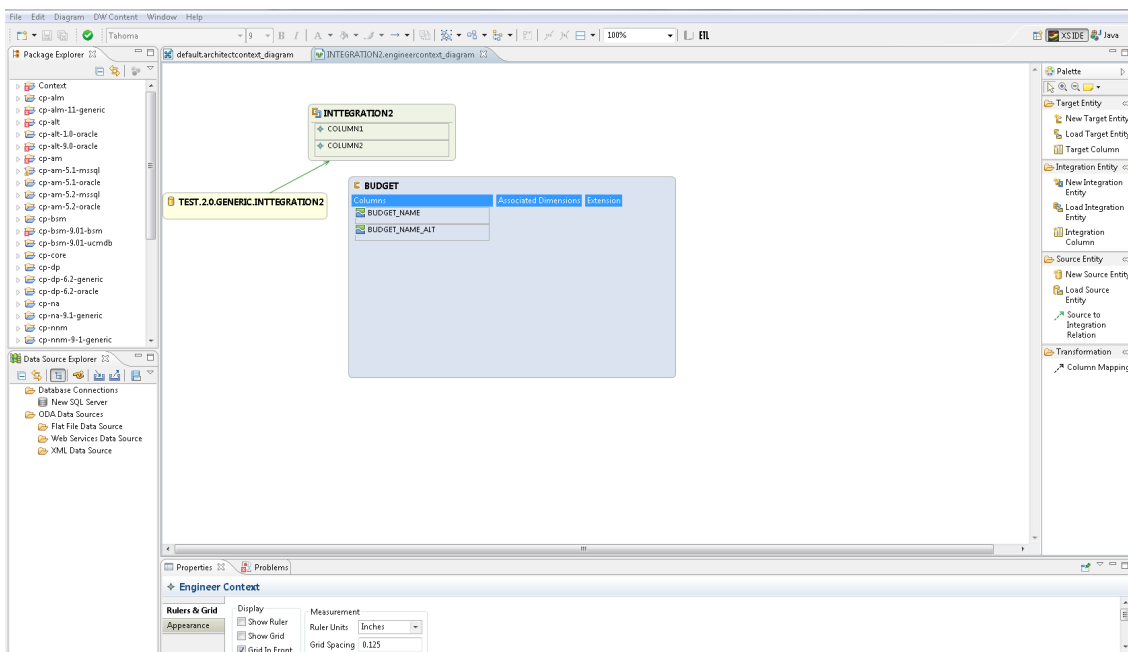 File Edit Diagram DW Content Window Help
Tahoma 9 B I A 100% ETL XS IDE Java
Package Explorer
default.architectcontext_diagram INTEGRATION2.engineercontext_diagram
Context
cp-alm
cp-alm-11-generic
cp-alt
cp-alt-1.0-oracle
cp-alt-9.0-oracle
cp-am
cp-am-5.1-mssql
cp-am-5.1-oracle
cp-am-5.2-mssql
cp-am-5.2-oracle
cp-bsm
cp-bsm-9.01-bsm
cp-bsm-9.01-ucmdb
cp-core
cp-dp
cp-dp-6.2-generic
cp-dp-6.2-oracle
cp-na
cp-na-9.1-generic
cp-nnm
cp-nnm-9-1-generic
Data Source Explorer
Database Connections
New SQL Server
ODA Data Sources
Flat File Data Source
Web Services Data Source
XML Data Source
INTTEGRATION2
COLUMN1
COLUMN2
TEST.2.0.GENERIC.INTTEGRATION2
BUDGET
Columns Associated Dimensions Extension
BUDGET_NAME
BUDGET_NAME_ALT
Palette
Target Entity
New Target Entity
Load Target Entity
Target Column
Integration Entity
New Integration
Entity
Load Integration
Entity
Integration
Column
Source Entity
New Source Entity
Load Source
Entity
Source to
Integration
Relation
Transformation
Column Mapping
Properties Problems
Engineer Context
Rulers & Grid
Appearance
Display
Show Ruler
Show Grid
Grid In Front
Measurement
Ruler Units Inches
Grid Spacing 0.125